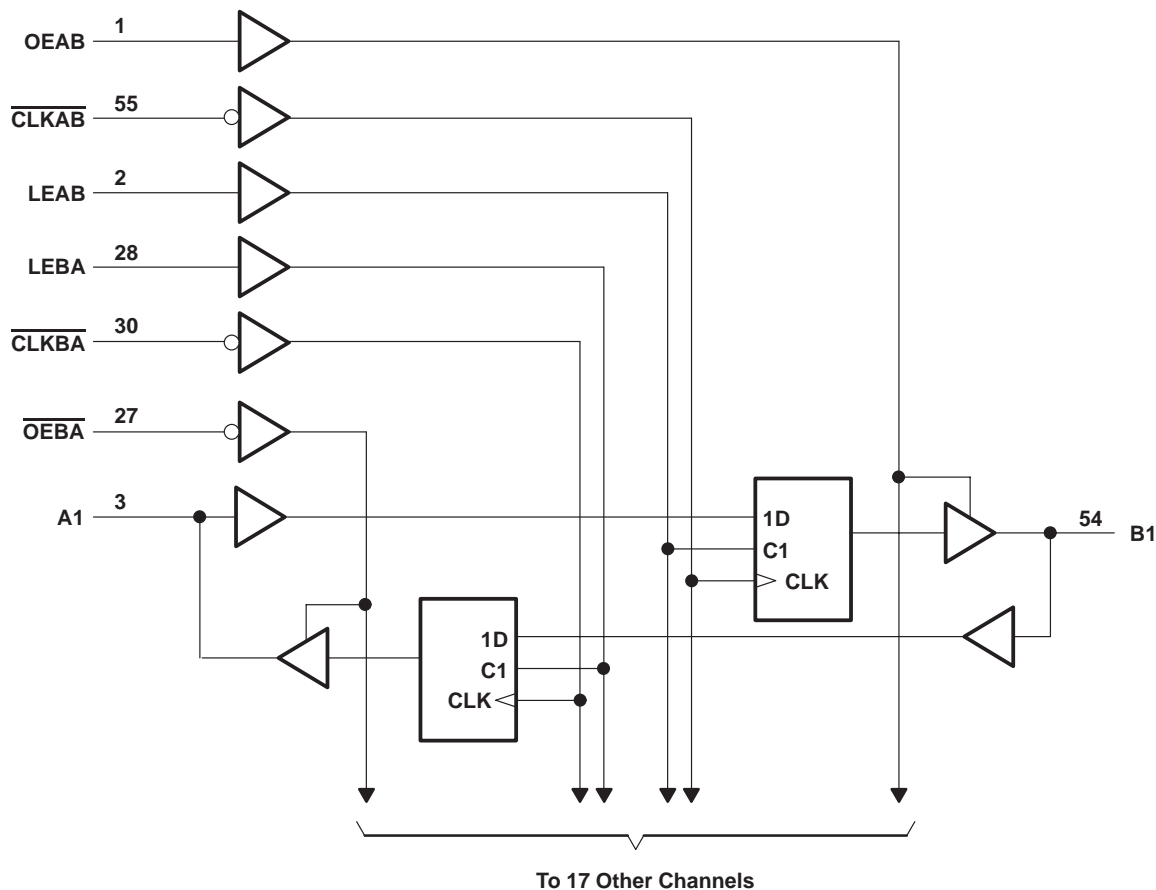 OEAB 1
CLKAB 55
LEAB 2
LEBA 28
CLKBA 30
OEBA 27
A1 3
1D
C1
CLK
54 B1
1D
C1
CLK
To 17 Other Channels